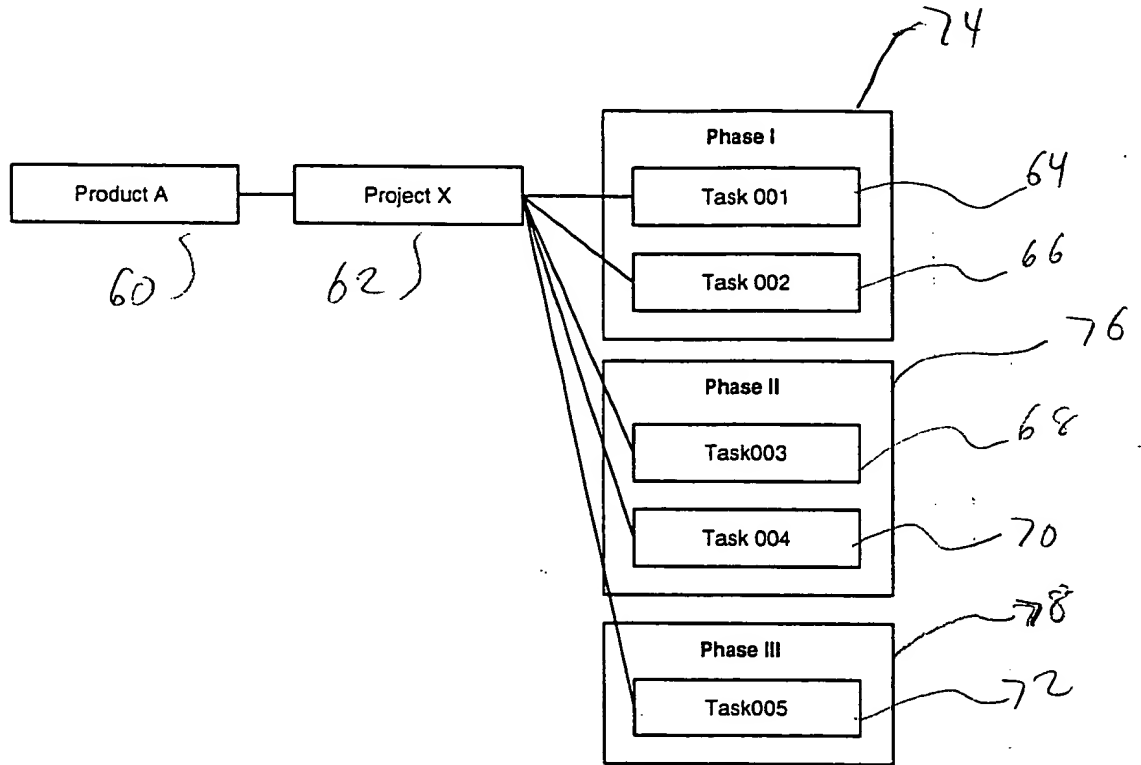 74
Phase I
Product A
Project X
Task 001
64
60
62
Task 002
66
76
Phase II
Task003
68
Task 004
70
Phase III
78
Task005
72